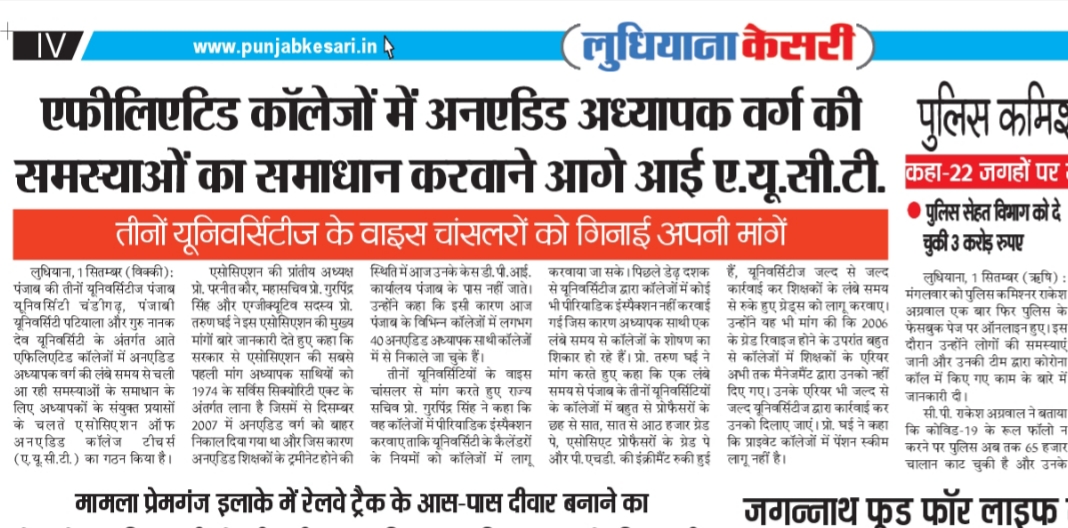 IV
www.punjabkesari.in
(लुधियाना केसरी)
एफीलिएटिड कॉलेजों में अनएडिड अध्यापक वर्ग की
समस्याओं का समाधान करवाने आगे आई ए.यू.सी.टी.
तीनों यूनिवर्सिटीज के वाइस चांसलरों को गिनाई अपनी मांगें
लुधियाना, 1 सितम्बर (विक्की):
पंजाब की तीनों यूनिवर्सिटीज पंजाब
यूनिवर्सिटी चंडीगढ़, पंजाबी
यूनिवर्सिटी पटियाला और गुरु नानक
देव यूनिवर्सिटी के अंतर्गत आते
एफिलिएटिड कॉलेजों में अनएडिड
अध्यापक वर्ग की लंबे समय से चली
आ रही समस्याओं के समाधान के
लिए अध्यापकों के संयुक्त प्रयासों
के चलते एसोसिएशन ऑफ
अनएडिड कॉलेज टीचर्स
(ए.यू.सी.टी.) का गठन किया है।
एसोसिएशन की प्रांतीय अध्यक्ष
प्रो. परनीत कौर, महासचिव प्रो. गुरपिंद्र
सिंह और एग्जीक्यूटिव सदस्य प्रो.
तरुण घई ने इस एसोसिएशन की मुख्य
मांगों बारे जानकारी देते हुए कहा कि
सरकार से एसोसिएशन की सबसे
पहली मांग अध्यापक साथियों को
1974 के सर्विस सिक्योरिटी एक्ट के
अंतर्गत लाना है जिसमें से दिसम्बर
2007 में अनएडिड वर्ग को बाहर
निकाल दिया गया था और जिस कारण
अनएडिड शिक्षकों के ट्रमीनेट होने की
स्थिति में आज उनके केस डी.पी.आई.
कार्यालय पंजाब के पास नहीं जाते।
उन्होंने कहा कि इसी कारण आज
पंजाब के विभिन्न कॉलेजों में लगभग
40 अनएडिड अध्यापक साथी कॉलेजों
में से निकाले जा चुके हैं।
तीनों यूनिवर्सिटियों के वाइस
चांसलर से मांग करते हुए राज्य
सचिव प्रो. गुरपिंद्र सिंह ने कहा कि
वह कॉलेजों में पीरियाडिक इंस्पैक्शन
करवाए ताकि यूनिवर्सिटी के कैलेंडरों
के नियमों को कॉलेजों में लागू
करवाया जा सके। पिछले डेढ़ दशक
से यूनिवर्सिटी द्वारा कॉलेजों में कोई
भी पीरियाडिक इंस्पैक्शन नहीं करवाई
गई जिस कारण अध्यापक साथी एक
लंबे समय से कॉलेजों के शोषण का
शिकार हो रहे हैं। प्रो. तरुण घई ने
मांग करते हुए कहा कि एक लंबे
समय से पंजाब के तीनों यूनिवर्सिटियों
के कॉलेजों में बहुत से प्रोफैसरों के
छह से सात, सात से आठ हजार ग्रेड
पे, एसोसिएट प्रोफैसरों के ग्रेड पे
और पी.एचडी. की इंक्रीमैंट रुकी हुई
हैं, यूनिवर्सिटीज जल्द से जल्द
कार्रवाई कर शिक्षकों के लंबे समय
से रुके हुए ग्रेड्स को लागू करवाए।
उन्होंने यह भी मांग की कि 2006
के ग्रेड रिवाइज होने के उपरांत बहुत
से कॉलेजों में शिक्षकों के एरियर
अभी तक मैनेजमैंट द्वारा उनको नहीं
दिए गए। उनके एरियर भी जल्द से
जल्द यूनिवर्सिटीज द्वारा कार्रवाई कर
उनको दिलाए जाएं। प्रो. घई ने कहा
कि प्राइवेट कॉलेजों में पेंशन स्कीम
लागू नहीं है।
पुलिस कमिश
कहा-22 जगहों पर
● पुलिस सेहत विभाग को दे
चुकी 3 करोड़ रुपए
लुधियाना, 1 सितम्बर (ऋषि) :
मंगलवार को पुलिस कमिशनर राकेश
अग्रवाल एक बार फिर पुलिस के
फेसबुक पेज पर ऑनलाइन हुए। इस
दौरान उन्होंने लोगों की समस्याएं
जानी और उनकी टीम द्वारा कोरोना
कॉल में किए गए काम के बारे में
जानकारी दी।
सी.पी. राकेश अग्रवाल ने बताया
कि कोविड-19 के रूल फॉलो न
करने पर पुलिस अब तक 65 हजार
चालान काट चुकी है और उनके
मामला प्रेमगंज इलाके में रेलवे ट्रैक के आस-पास दीवार बनाने का
जगन्नाथ फूड फॉर लाइफ